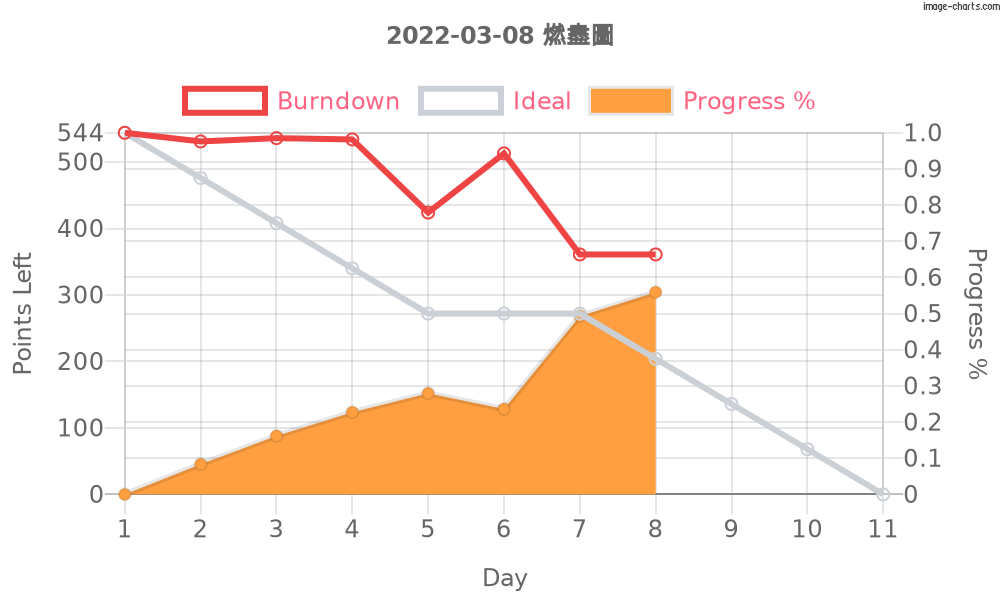 image-charts.com
2022-03-08 燃盡圖
Burndown Ideal Progress %
544
500
400
300
200
100
0
Points Left
1.0
0.9
0.8
0.7
0.6
0.5
0.4
0.3
0.2
0.1
0
Progress %
1 2 3 4 5 6 7 8 9 10 11
Day